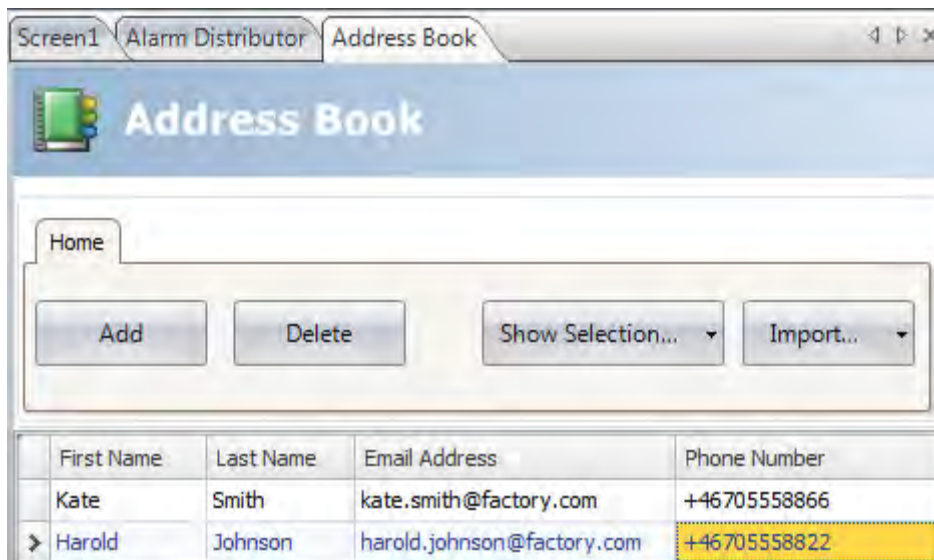 Screen1 Alarm Distributor Address Book
Address Book
Home
Add Delete Show Selection... Import...
First Name Last Name Email Address Phone Number
Kate Smith kate.smith@factory.com +46705558866
Harold Johnson harold.johnson@factory.com +46705558822